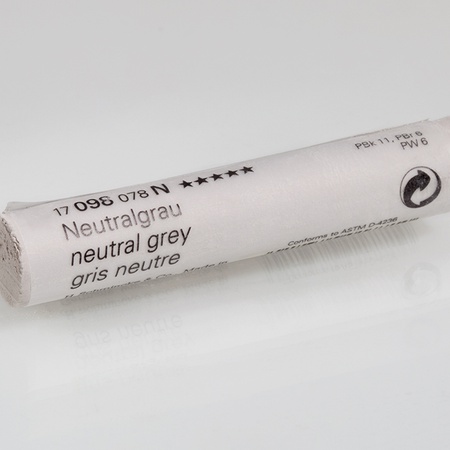 17 098 078 N ★★★★★
Neutralgrau
neutral grey
gris neutre
PBk 11, PBr 6
PW 6
Conforms to ASTM D-4236